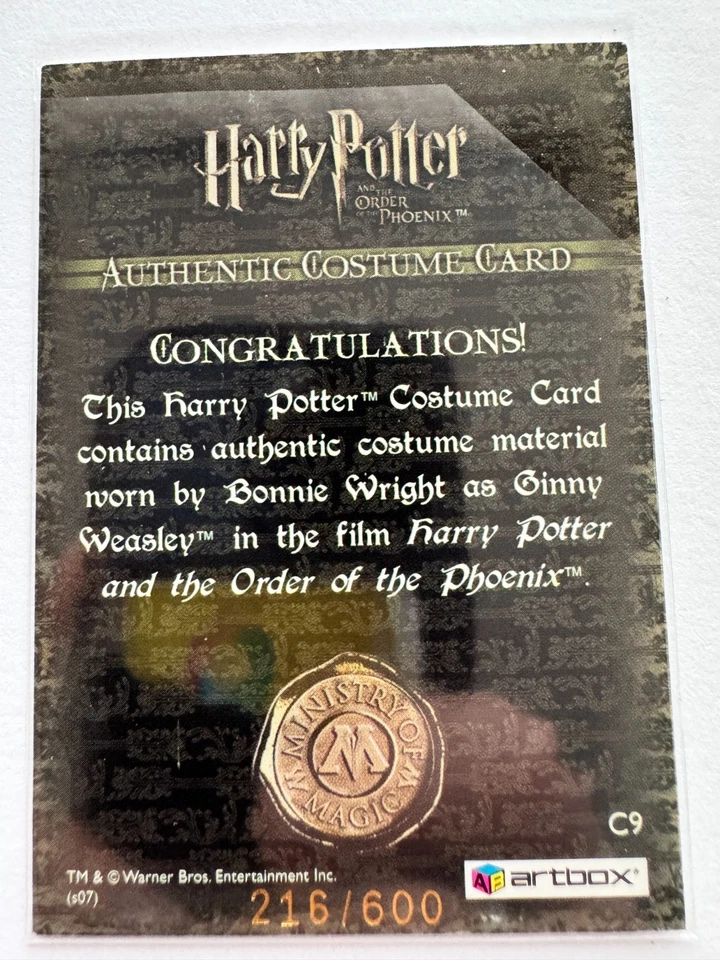 Harry Potter
AND THE
ORDER
OF THE PHOENIX™
AUTHENTIC COSTUME CARD
CONGRATULATIONS!
This Harry Potter™ Costume Card
contains authentic costume material
worn by Bonnie Wright as Ginny
Weasley™ in the film Harry Potter
and the Order of the Phoenix™.
MINISTRY OF
M
MAGIC
C9
TM & © Warner Bros. Entertainment Inc.
(s07)
AB artbox®
216/600